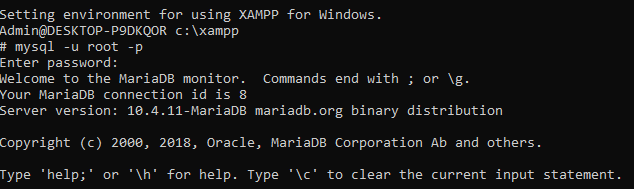 Setting environment for using XAMPP for Windows.
Admin@DESKTOP-P9DKQOR c:\xampp
# mysql -u root -p
Enter password:
Welcome to the MariaDB monitor.  Commands end with ; or \g.
Your MariaDB connection id is 8
Server version: 10.4.11-MariaDB mariadb.org binary distribution
Copyright (c) 2000, 2018, Oracle, MariaDB Corporation Ab and others.
Type 'help;' or '\h' for help. Type '\c' to clear the current input statement.